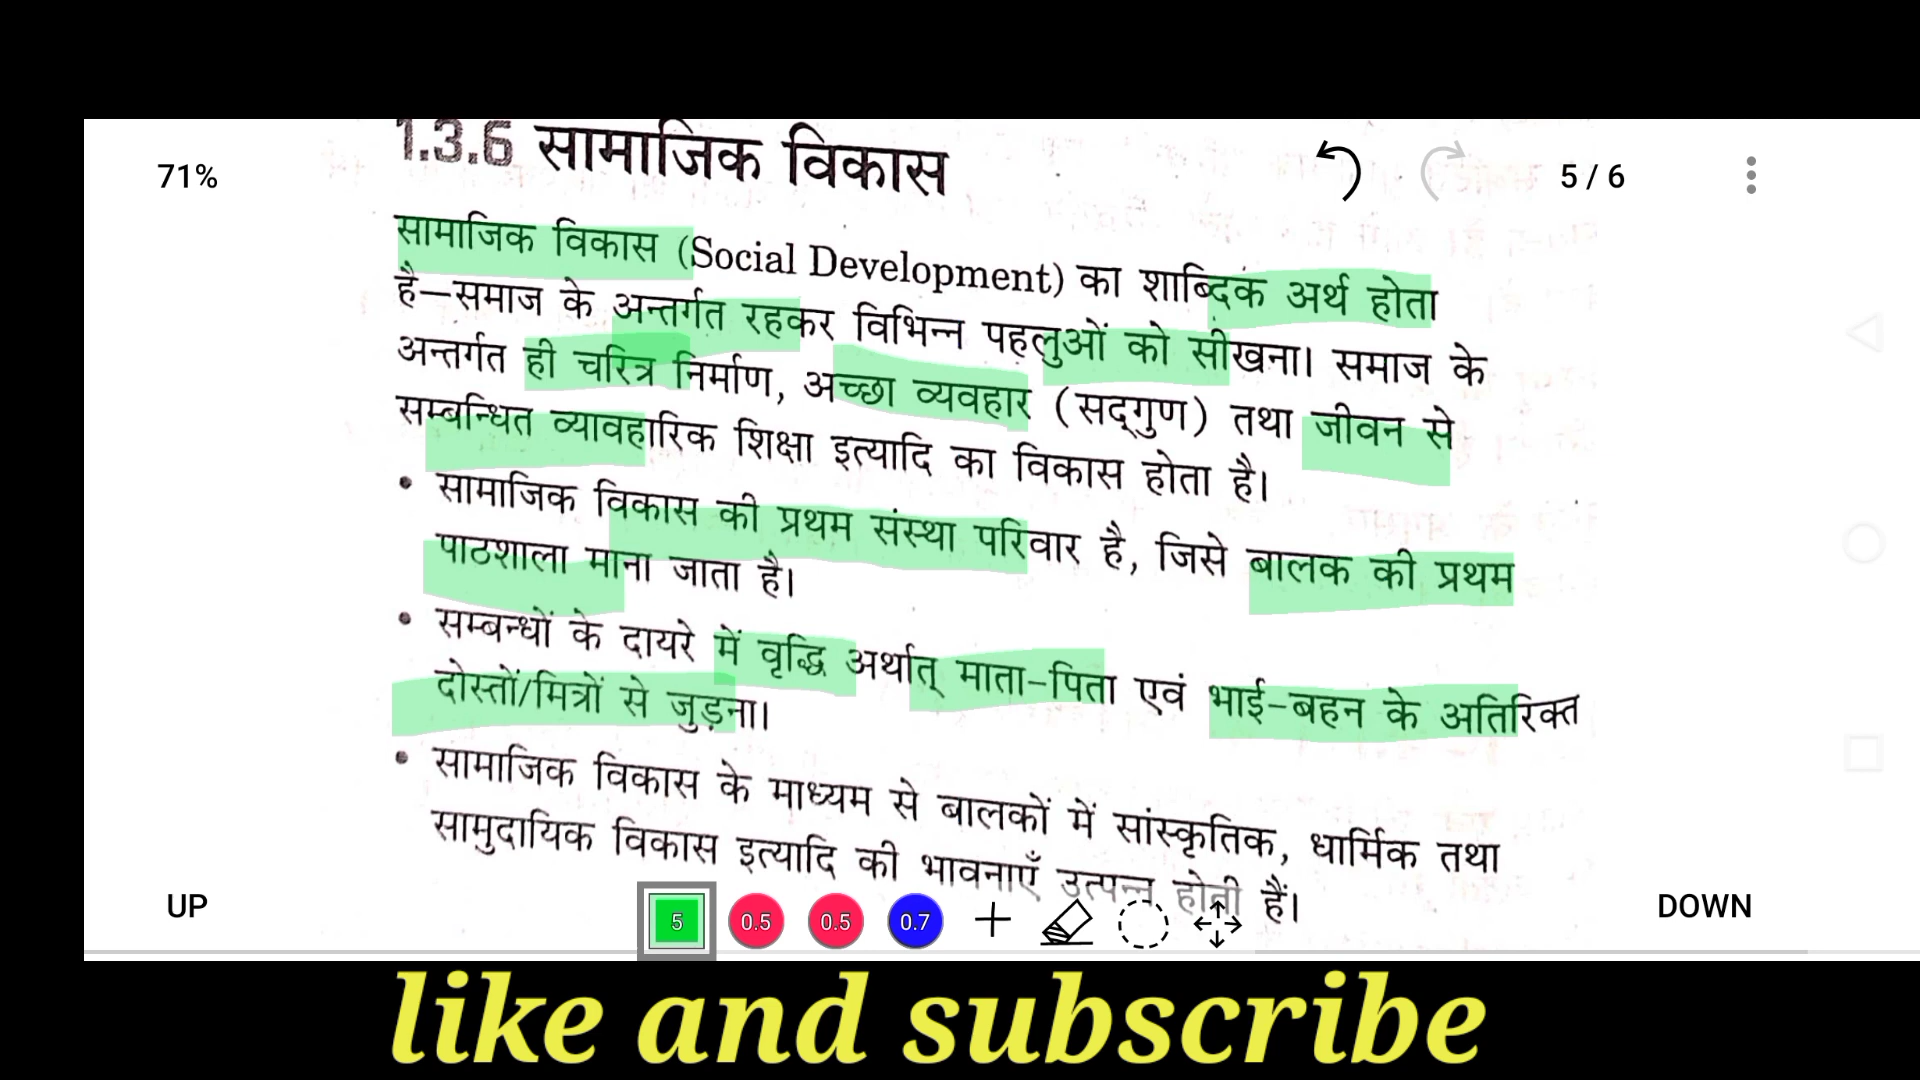 1.3.6 सामाजिक विकास
71%
5 / 6
सामाजिक विकास (Social Development) का शाब्दिक अर्थ होता
है—समाज के अन्तर्गत रहकर विभिन्न पहलुओं को सीखना। समाज के
अन्तर्गत ही चरित्र निर्माण, अच्छा व्यवहार (सद्‌गुण) तथा जीवन से
सम्बन्धित व्यावहारिक शिक्षा इत्यादि का विकास होता है।
• सामाजिक विकास की प्रथम संस्था परिवार है, जिसे बालक की प्रथम
पाठशाला माना जाता है।
• सम्बन्धों के दायरे में वृद्धि अर्थात् माता-पिता एवं भाई-बहन के अतिरिक्त
दोस्तों/मित्रों से जुड़ना।
• सामाजिक विकास के माध्यम से बालकों में सांस्कृतिक, धार्मिक तथा
सामुदायिक विकास इत्यादि की भावनाएँ उत्पन्न होती हैं।
UP
DOWN
5 0.5 0.5 0.7
like and subscribe